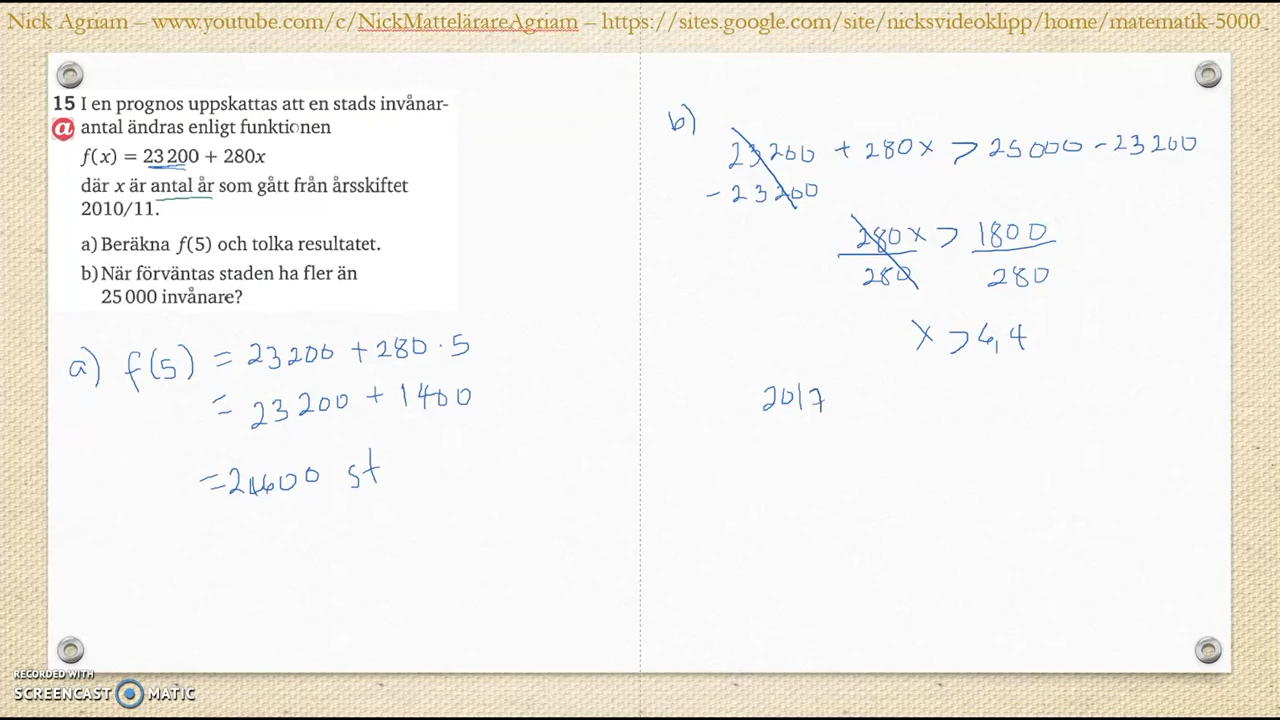 Nick Agriam – www.youtube.com/c/NickMattelärareAgriam – https://sites.google.com/site/nicksvideoklipp/home/matematik-5000
15 I en prognos uppskattas att en stads invånar-
a antal ändras enligt funktionen
f(x) = 23 200 + 280x
där x är antal år som gått från årsskiftet
2010/11.
a) Beräkna f(5) och tolka resultatet.
b) När förväntas staden ha fler än
25 000 invånare?
a) f(5) = 23200 + 280 · 5
= 23200 + 1400
= 24600 st
b)
23200 + 280x > 25000 - 23200
- 23200
280x > 1800
280 280
x > 6,4
2017
RECORDED WITH
SCREENCAST MATIC